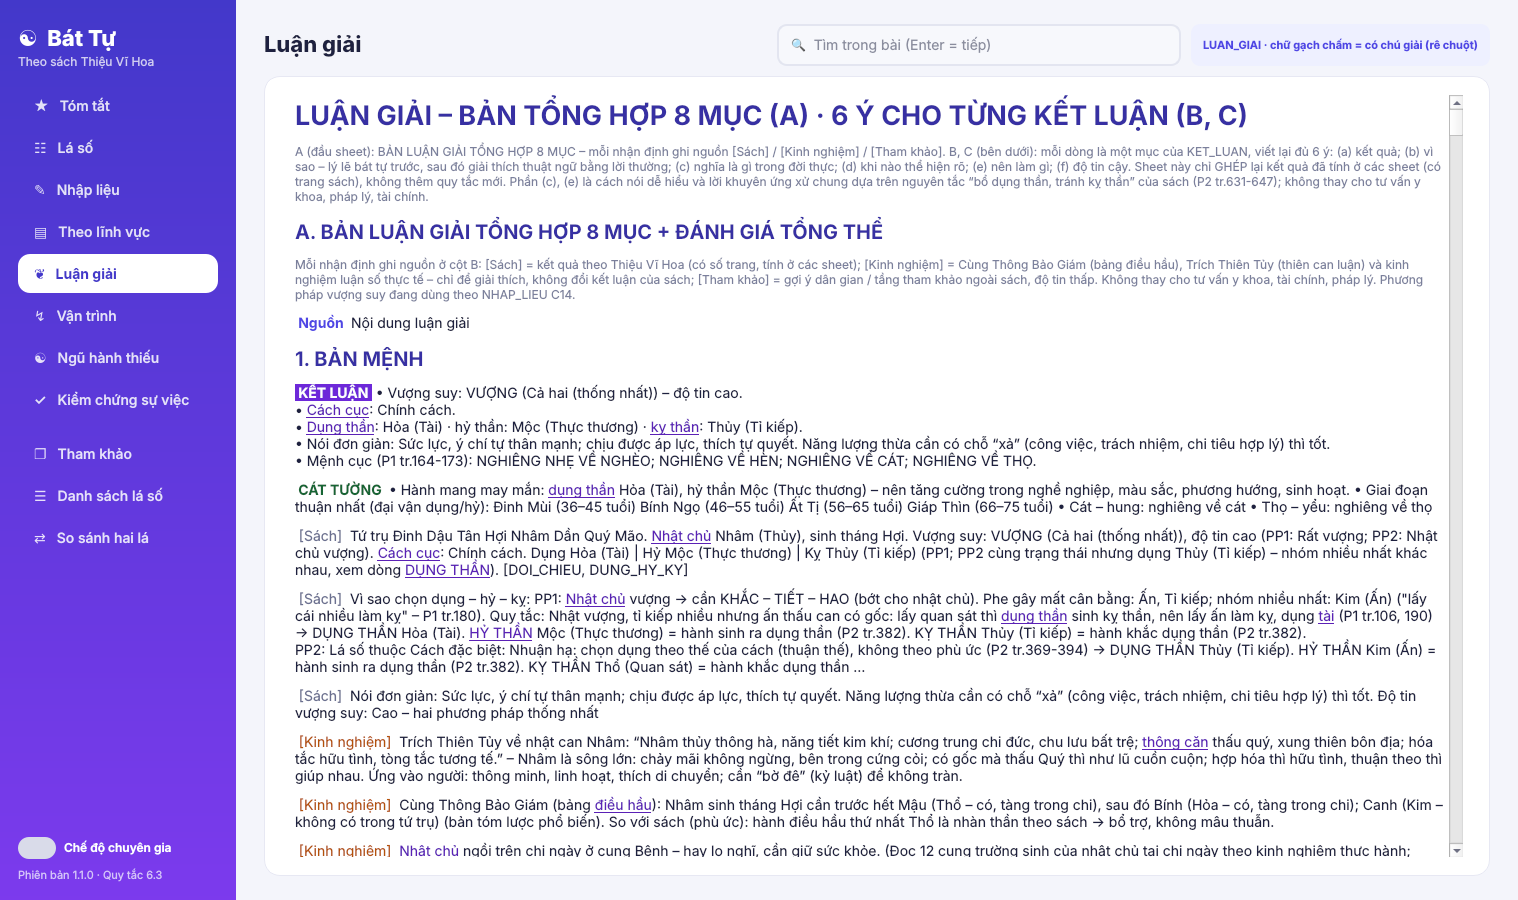 ☯ Bát Tự
Theo sách Thiệu Vĩ Hoa
★ Tóm tắt
☷ Lá số
✎ Nhập liệu
▤ Theo lĩnh vực
❦ Luận giải
↯ Vận trình
☯ Ngũ hành thiếu
✓ Kiểm chứng sự việc
❐ Tham khảo
☰ Danh sách lá số
⇄ So sánh hai lá
Chế độ chuyên gia
Phiên bản 1.1.0 · Quy tắc 6.3
Luận giải
🔍 Tìm trong bài (Enter = tiếp)
LUAN_GIAI · chữ gạch chấm = có chú giải (rê chuột)
LUẬN GIẢI – BẢN TỔNG HỢP 8 MỤC (A) · 6 Ý CHO TỪNG KẾT LUẬN (B, C)
A (đầu sheet): BẢN LUẬN GIẢI TỔNG HỢP 8 MỤC – mỗi nhận định ghi nguồn [Sách] / [Kinh nghiệm] / [Tham khảo]. B, C (bên dưới): mỗi dòng là một mục của KET_LUAN, viết lại đủ 6 ý: (a) kết quả; (b) vì
sao – lý lẽ bát tự trước, sau đó giải thích thuật ngữ bằng lời thường; (c) nghĩa là gì trong đời thực; (d) khi nào thể hiện rõ; (e) nên làm gì; (f) độ tin cậy. Sheet này chỉ GHÉP lại kết quả đã tính ở các sheet (có
trang sách), không thêm quy tắc mới. Phần (c), (e) là cách nói dễ hiểu và lời khuyên ứng xử chung dựa trên nguyên tắc “bổ dụng thần, tránh kỵ thần” của sách (P2 tr.631-647); không thay cho tư vấn y
khoa, pháp lý, tài chính.
A. BẢN LUẬN GIẢI TỔNG HỢP 8 MỤC + ĐÁNH GIÁ TỔNG THỂ
Mỗi nhận định ghi nguồn ở cột B: [Sách] = kết quả theo Thiệu Vĩ Hoa (có số trang, tính ở các sheet); [Kinh nghiệm] = Cùng Thông Bảo Giám (bảng điều hầu), Trích Thiên Tủy (thiên can luận) và kinh
nghiệm luận số thực tế – chỉ để giải thích, không đổi kết luận của sách; [Tham khảo] = gợi ý dân gian / tầng tham khảo ngoài sách, độ tin thấp. Không thay cho tư vấn y khoa, tài chính, pháp lý. Phương
pháp vượng suy đang dùng theo NHAP_LIEU C14.
Nguồn Nội dung luận giải
1. BẢN MỆNH
KẾT LUẬN • Vượng suy: VƯỢNG (Cả hai (thống nhất)) – độ tin cao.
• Cách cục: Chính cách.
• Dụng thần: Hỏa (Tài) · hỷ thần: Mộc (Thực thương) · kỵ thần: Thủy (Tỉ kiếp).
• Nói đơn giản: Sức lực, ý chí tự thân mạnh; chịu được áp lực, thích tự quyết. Năng lượng thừa cần có chỗ “xả” (công việc, trách nhiệm, chi tiêu hợp lý) thì tốt.
• Mệnh cục (P1 tr.164-173): NGHIÊNG NHẸ VỀ NGHÈO; NGHIÊNG VỀ HÈN; NGHIÊNG VỀ CÁT; NGHIÊNG VỀ THỌ.
CÁT TƯỜNG • Hành mang may mắn: dụng thần Hỏa (Tài), hỷ thần Mộc (Thực thương) – nên tăng cường trong nghề nghiệp, màu sắc, phương hướng, sinh hoạt. • Giai đoạn
thuận nhất (đại vận dụng/hỷ): Đinh Mùi (36–45 tuổi) Bính Ngọ (46–55 tuổi) Ất Tị (56–65 tuổi) Giáp Thìn (66–75 tuổi) • Cát – hung: nghiêng về cát • Thọ – yểu: nghiêng về thọ
[Sách] Tứ trụ Đinh Dậu Tân Hợi Nhâm Dần Quý Mão. Nhật chủ Nhâm (Thủy), sinh tháng Hợi. Vượng suy: VƯỢNG (Cả hai (thống nhất)), độ tin cao (PP1: Rất vượng; PP2: Nhật
chủ vượng). Cách cục: Chính cách. Dụng Hỏa (Tài) | Hỷ Mộc (Thực thương) | Kỵ Thủy (Tỉ kiếp) (PP1; PP2 cùng trạng thái nhưng dụng Thủy (Tỉ kiếp) – nhóm nhiều nhất khác
nhau, xem dòng DỤNG THẦN). [DOI_CHIEU, DUNG_HY_KY]
[Sách] Vì sao chọn dụng – hỷ – kỵ: PP1: Nhật chủ vượng → cần KHẮC – TIẾT – HAO (bớt cho nhật chủ). Phe gây mất cân bằng: Ấn, Tỉ kiếp; nhóm nhiều nhất: Kim (Ấn) ("lấy
cái nhiều làm kỵ" – P1 tr.180). Quy tắc: Nhật vượng, tỉ kiếp nhiều nhưng ấn thấu can có gốc: lấy quan sát thì dụng thần sinh kỵ thần, nên lấy ấn làm kỵ, dụng tài (P1 tr.106, 190)
→ DỤNG THẦN Hỏa (Tài). HỶ THẦN Mộc (Thực thương) = hành sinh ra dụng thần (P2 tr.382). KỴ THẦN Thủy (Tỉ kiếp) = hành khắc dụng thần (P2 tr.382).
PP2: Lá số thuộc Cách đặc biệt: Nhuận hạ: chọn dụng theo thế của cách (thuận thế), không theo phù ức (P2 tr.369-394) → DỤNG THẦN Thủy (Tỉ kiếp). HỶ THẦN Kim (Ấn) =
hành sinh ra dụng thần (P2 tr.382). KỴ THẦN Thổ (Quan sát) = hành khắc dụng thần ...
[Sách] Nói đơn giản: Sức lực, ý chí tự thân mạnh; chịu được áp lực, thích tự quyết. Năng lượng thừa cần có chỗ “xả” (công việc, trách nhiệm, chi tiêu hợp lý) thì tốt. Độ tin
vượng suy: Cao – hai phương pháp thống nhất
[Kinh nghiệm] Trích Thiên Tủy về nhật can Nhâm: “Nhâm thủy thông hà, năng tiết kim khí; cương trung chi đức, chu lưu bất trệ; thông căn thấu quý, xung thiên bôn địa; hóa
tắc hữu tình, tòng tắc tương tế.” – Nhâm là sông lớn: chảy mãi không ngừng, bên trong cứng cỏi; có gốc mà thấu Quý thì như lũ cuồn cuộn; hợp hóa thì hữu tình, thuận theo thì
giúp nhau. Ứng vào người: thông minh, linh hoạt, thích di chuyển; cần “bờ đê” (kỷ luật) để không tràn.
[Kinh nghiệm] Cùng Thông Bảo Giám (bảng điều hầu): Nhâm sinh tháng Hợi cần trước hết Mậu (Thổ – có, tàng trong chi), sau đó Bính (Hỏa – có, tàng trong chi); Canh (Kim –
không có trong tứ trụ) (bản tóm lược phổ biến). So với sách (phù ức): hành điều hầu thứ nhất Thổ là nhàn thần theo sách → bổ trợ, không mâu thuẫn.
[Kinh nghiệm] Nhật chủ ngồi trên chi ngày ở cung Bệnh – hay lo nghĩ, cần giữ sức khỏe. (Đọc 12 cung trường sinh của nhật chủ tại chi ngày theo kinh nghiệm thực hành;